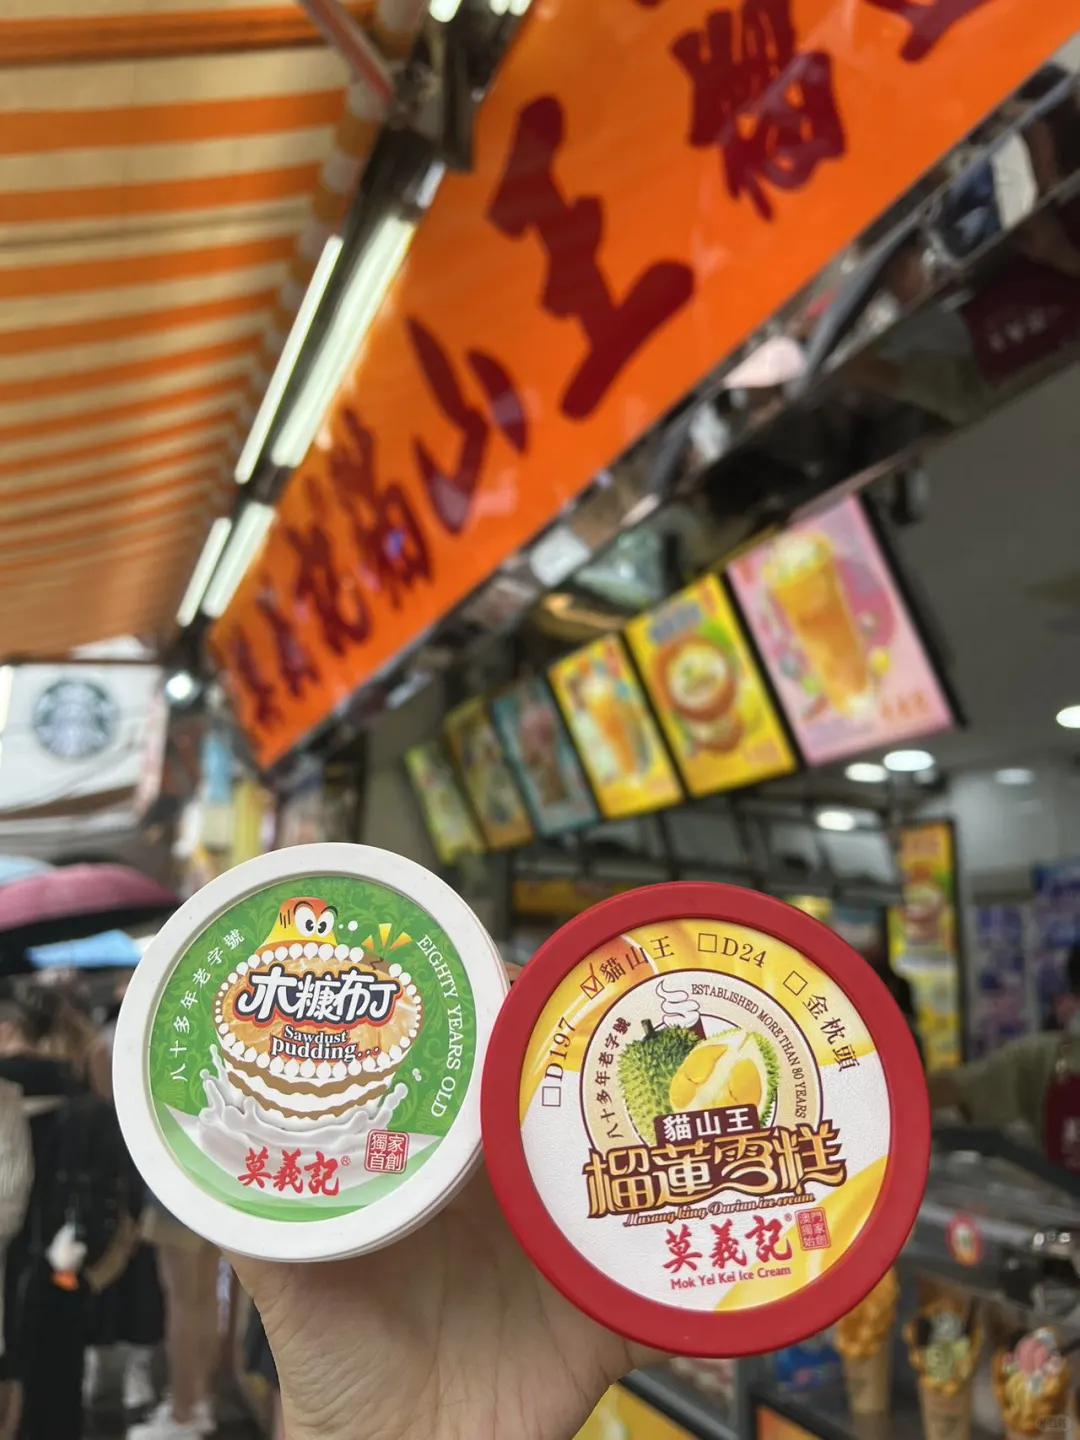 莫義記貓山王
八十多年老字號
EIGHTY YEARS OLD
木糠布丁
Sawdust
pudding...
莫義記®
獨家
首創
☐D197
☑貓山王
☐D24
☐金枕頭
八十多年老字號
ESTABLISHED MORE THAN 80 YEARS
貓山王
榴蓮雪糕
Musang king Durian ice cream
莫義記®
Mok Yei Kei Ice Cream